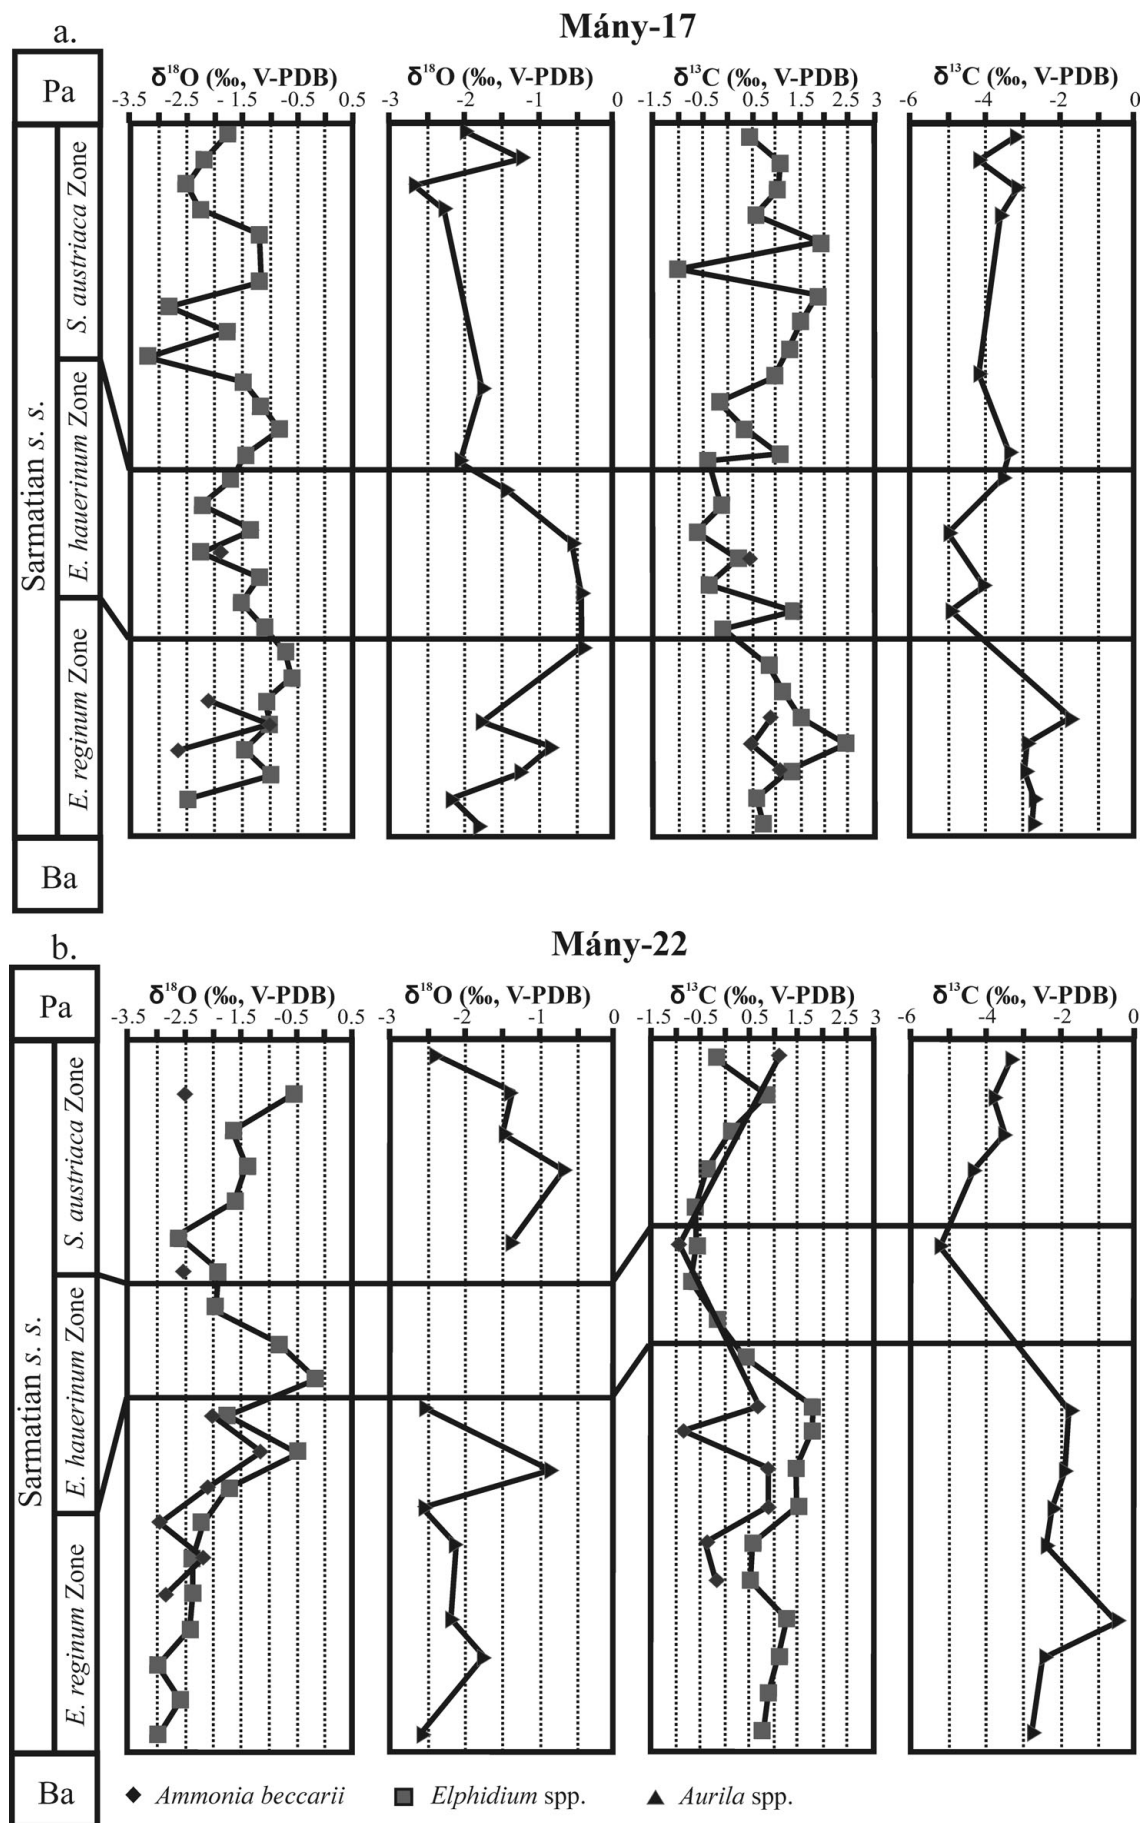 a.
Mány-17
Pa
δ¹⁸O (‰, V-PDB)
δ¹⁸O (‰, V-PDB)
δ¹³C (‰, V-PDB)
δ¹³C (‰, V-PDB)
-3.5 -2.5 -1.5 -0.5 0.5
-3 -2 -1 0
-1.5 -0.5 0.5 1.5 2.5 3
-6 -4 -2 0
Sarmatian s. s.
S. austriaca Zone
E. hauerinum Zone
E. reginum Zone
Ba
b.
Mány-22
Pa
δ¹⁸O (‰, V-PDB)
δ¹⁸O (‰, V-PDB)
δ¹³C (‰, V-PDB)
δ¹³C (‰, V-PDB)
-3.5 -2.5 -1.5 -0.5 0.5
-3 -2 -1 0
-1.5 -0.5 0.5 1.5 2.5 3
-6 -4 -2 0
Sarmatian s. s.
S. austriaca Zone
E. hauerinum Zone
E. reginum Zone
Ba
Ammonia beccarii
Elphidium spp.
Aurila spp.